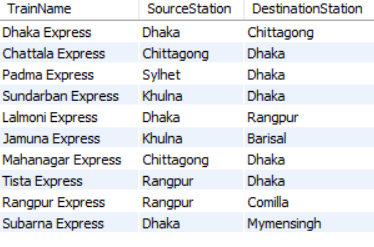 TrainName SourceStation DestinationStation
Dhaka Express Dhaka Chittagong
Chattala Express Chittagong Dhaka
Padma Express Sylhet Dhaka
Sundarban Express Khulna Dhaka
Lalmoni Express Dhaka Rangpur
Jamuna Express Khulna Barisal
Mahanagar Express Chittagong Dhaka
Tista Express Rangpur Dhaka
Rangpur Express Rangpur Comilla
Subarna Express Dhaka Mymensingh